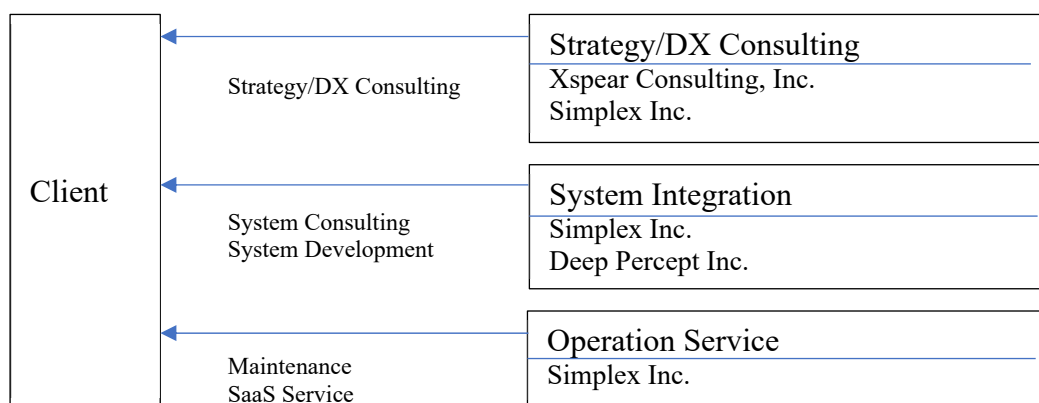 Client
Strategy/DX Consulting
Strategy/DX Consulting
Xspear Consulting, Inc.
Simplex Inc.
System Consulting
System Development
System Integration
Simplex Inc.
Deep Percept Inc.
Maintenance
SaaS Service
Operation Service
Simplex Inc.